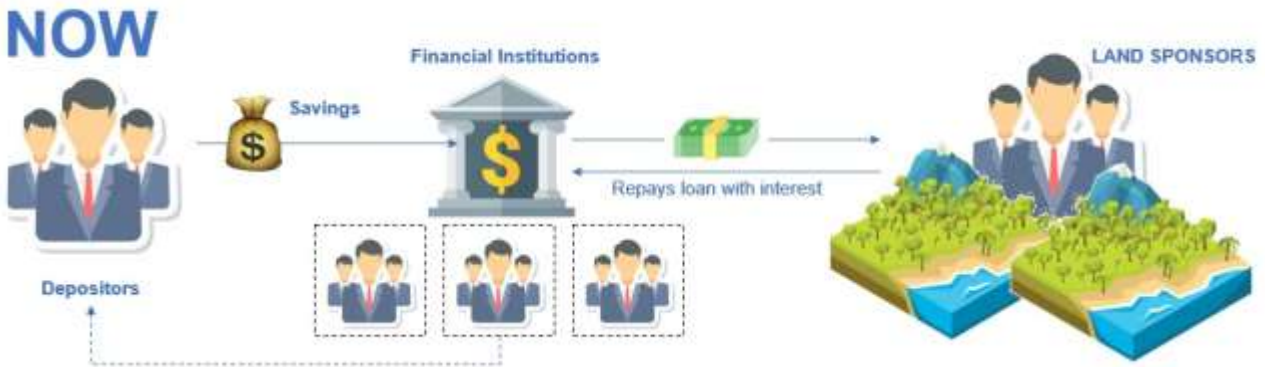 NOW
Financial Institutions
LAND SPONSORS
Savings
$
$
Repays loan with interest
Depositors